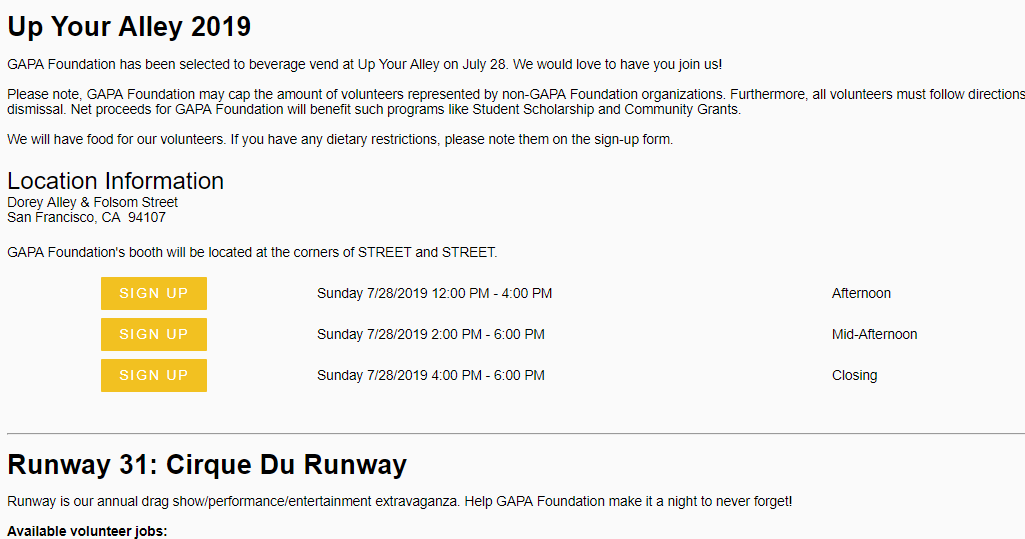 Up Your Alley 2019
GAPA Foundation has been selected to beverage vend at Up Your Alley on July 28. We would love to have you join us!
Please note, GAPA Foundation may cap the amount of volunteers represented by non-GAPA Foundation organizations. Furthermore, all volunteers must follow directions
dismissal. Net proceeds for GAPA Foundation will benefit such programs like Student Scholarship and Community Grants.
We will have food for our volunteers. If you have any dietary restrictions, please note them on the sign-up form.
Location Information
Dorey Alley & Folsom Street
San Francisco, CA  94107
GAPA Foundation's booth will be located at the corners of STREET and STREET.
SIGN UP Sunday 7/28/2019 12:00 PM - 4:00 PM Afternoon
SIGN UP Sunday 7/28/2019 2:00 PM - 6:00 PM Mid-Afternoon
SIGN UP Sunday 7/28/2019 4:00 PM - 6:00 PM Closing
Runway 31: Cirque Du Runway
Runway is our annual drag show/performance/entertainment extravaganza. Help GAPA Foundation make it a night to never forget!
Available volunteer jobs: